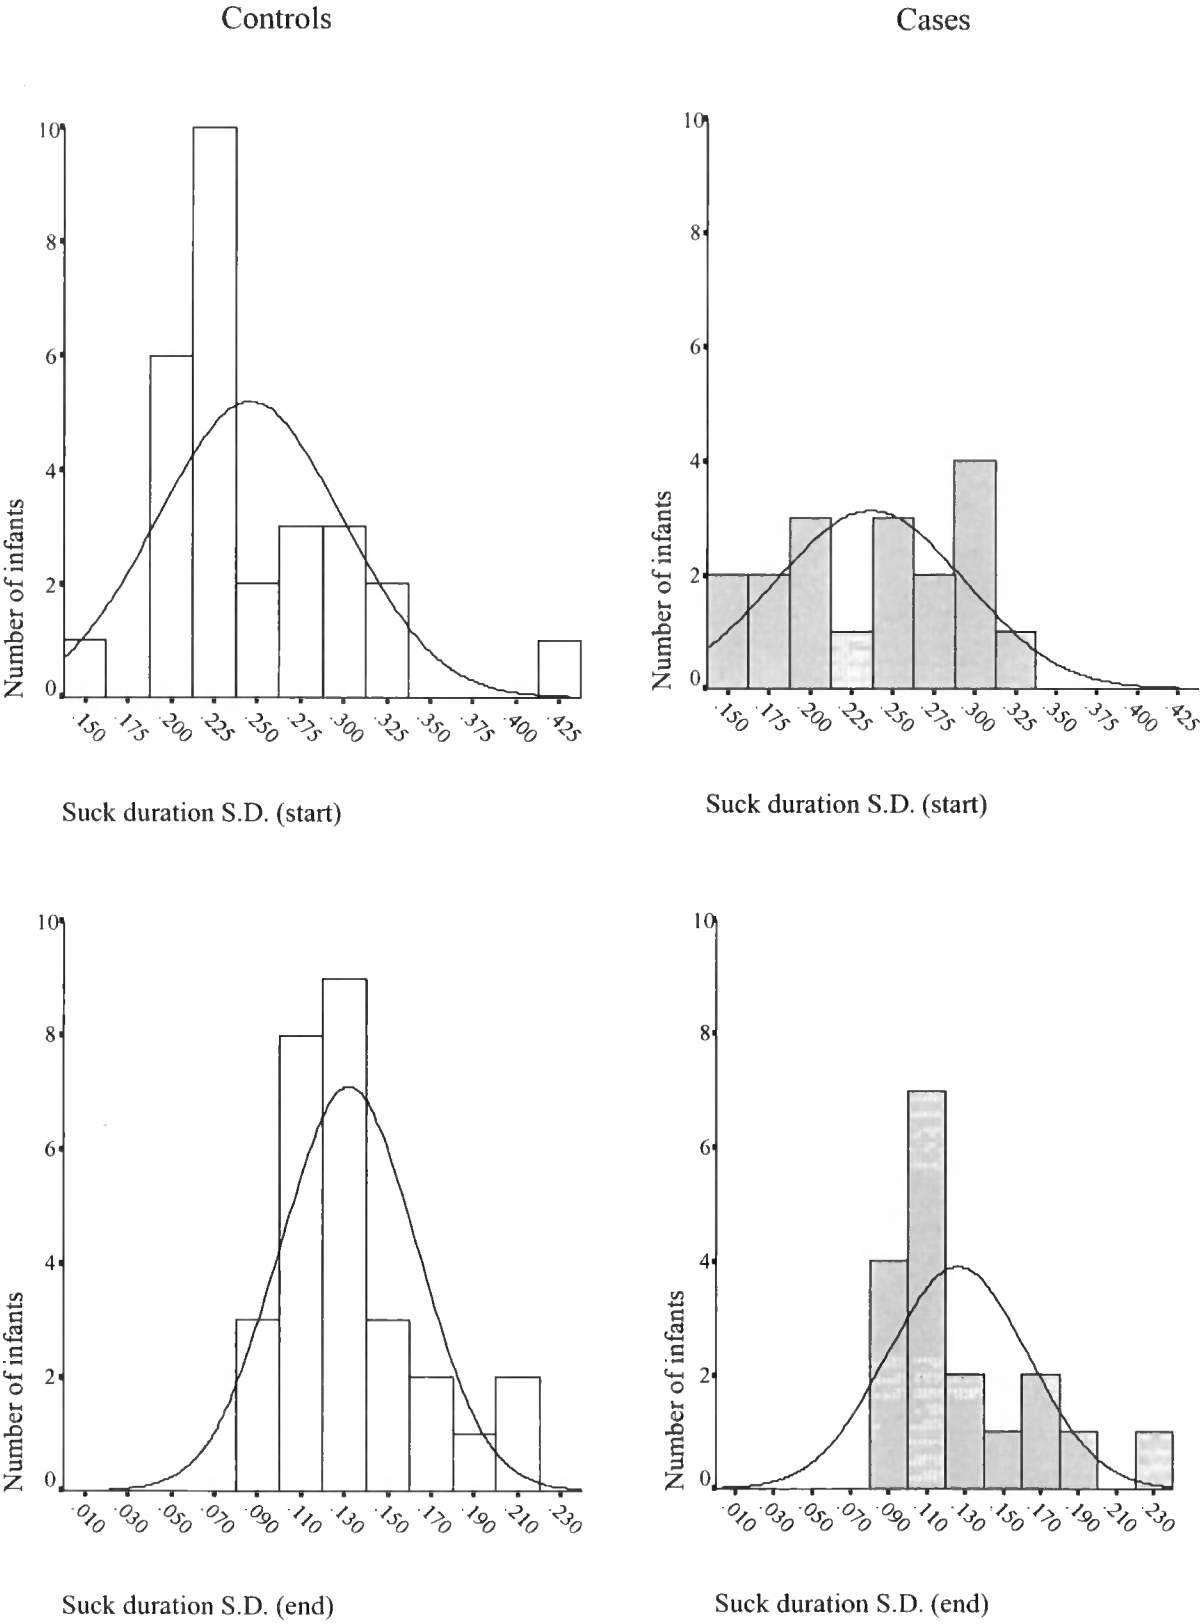 Controls
Cases
10
8
6
4
2
0
Number of infants
.150 .175 .200 .225 .250 .275 .300 .325 .350 .375 .400 .425
Suck duration S.D. (start)
10
8
6
4
2
0
Number of infants
.150 .175 .200 .225 .250 .275 .300 .325 .350 .375 .400 .425
Suck duration S.D. (start)
10
8
6
4
2
0
Number of infants
.010 .030 .050 .070 .090 .110 .130 .150 .170 .190 .210 .230
Suck duration S.D. (end)
10
8
6
4
2
0
Number of infants
.010 .030 .050 .070 .090 .110 .130 .150 .170 .190 .210 .230
Suck duration S.D. (end)